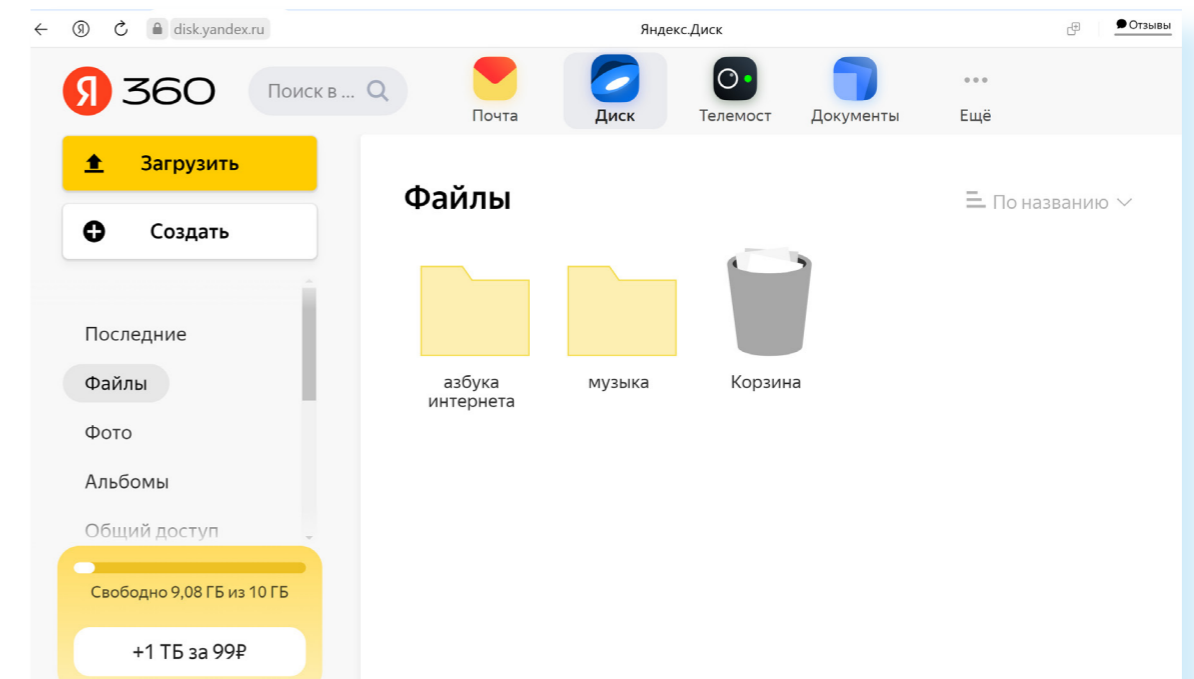 disk.yandex.ru
Яндекс.Диск
Отзывы
Я 360
Поиск в ...
Почта
Диск
Телемост
Документы
Ещё
Загрузить
Создать
Последние
Файлы
Фото
Альбомы
Общий доступ
Свободно 9,08 ГБ из 10 ГБ
+1 ТБ за 99₽
Файлы
По названию
азбука
интернета
музыка
Корзина